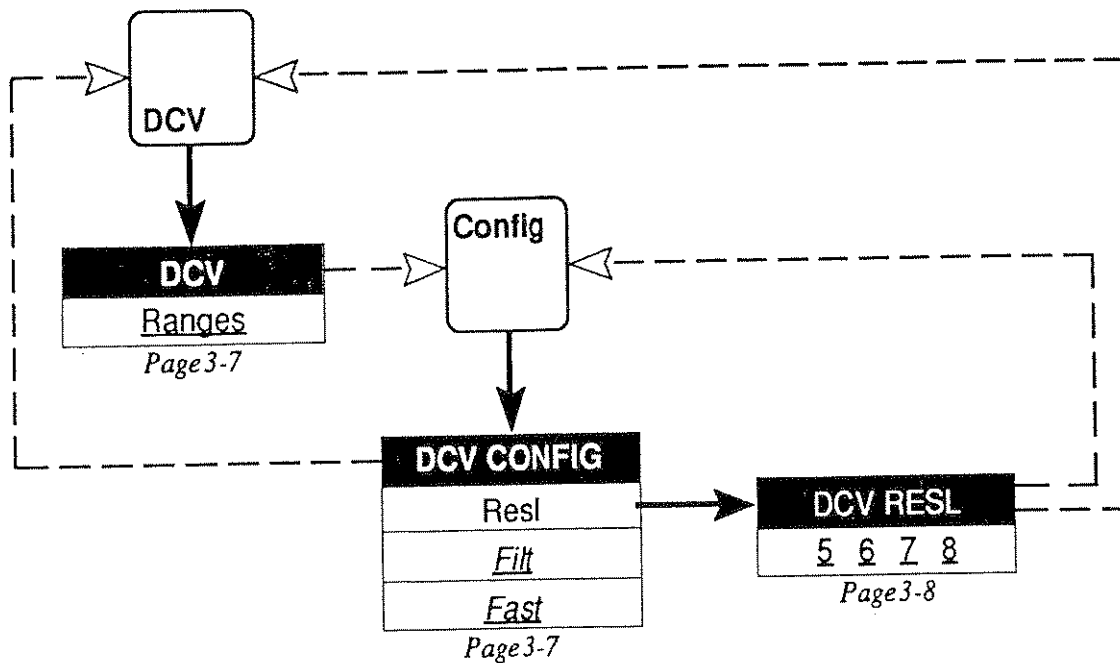 DCV
DCV
Ranges
Page 3-7
Config
DCV CONFIG
Resl
Filt
Fast
Page 3-7
DCV RESL
5 6 7 8
Page 3-8